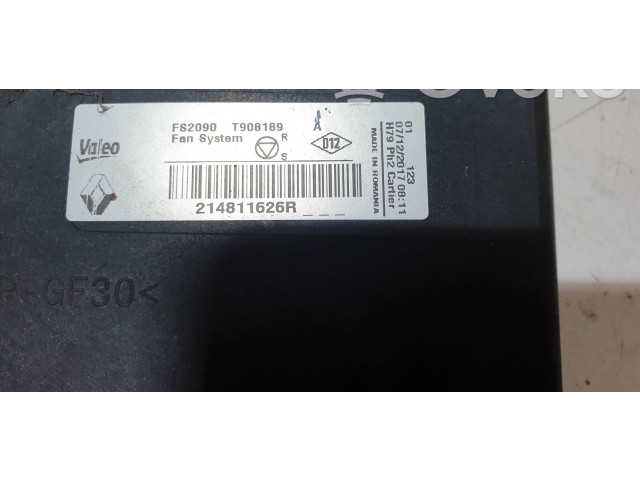 Valeo
FS2090 T908189 A
Fan System R S
D12
214811626R _ _ _
01 123
07/12/2017 08:11
H79 Ph2 Cartier
MADE IN ROMANIA
R-GF30<